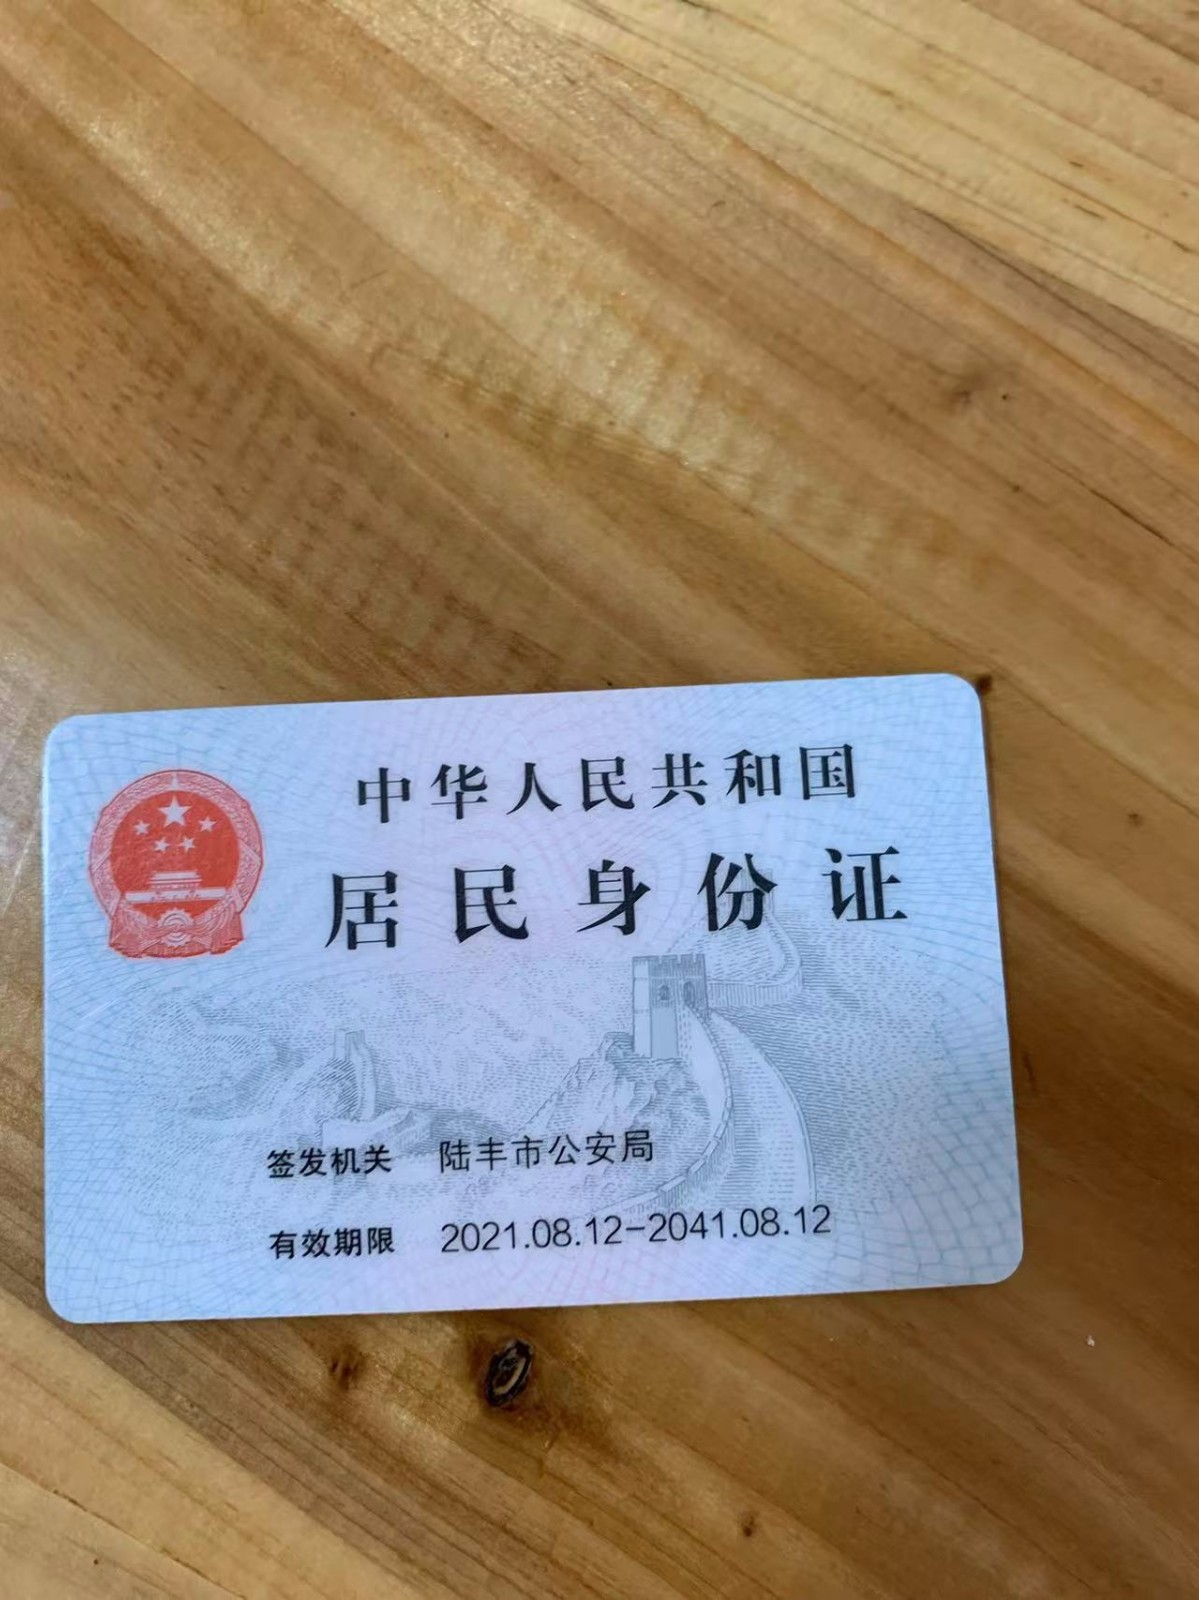 中华人民共和国
居民身份证
签发机关 陆丰市公安局
有效期限 2021.08.12-2041.08.12